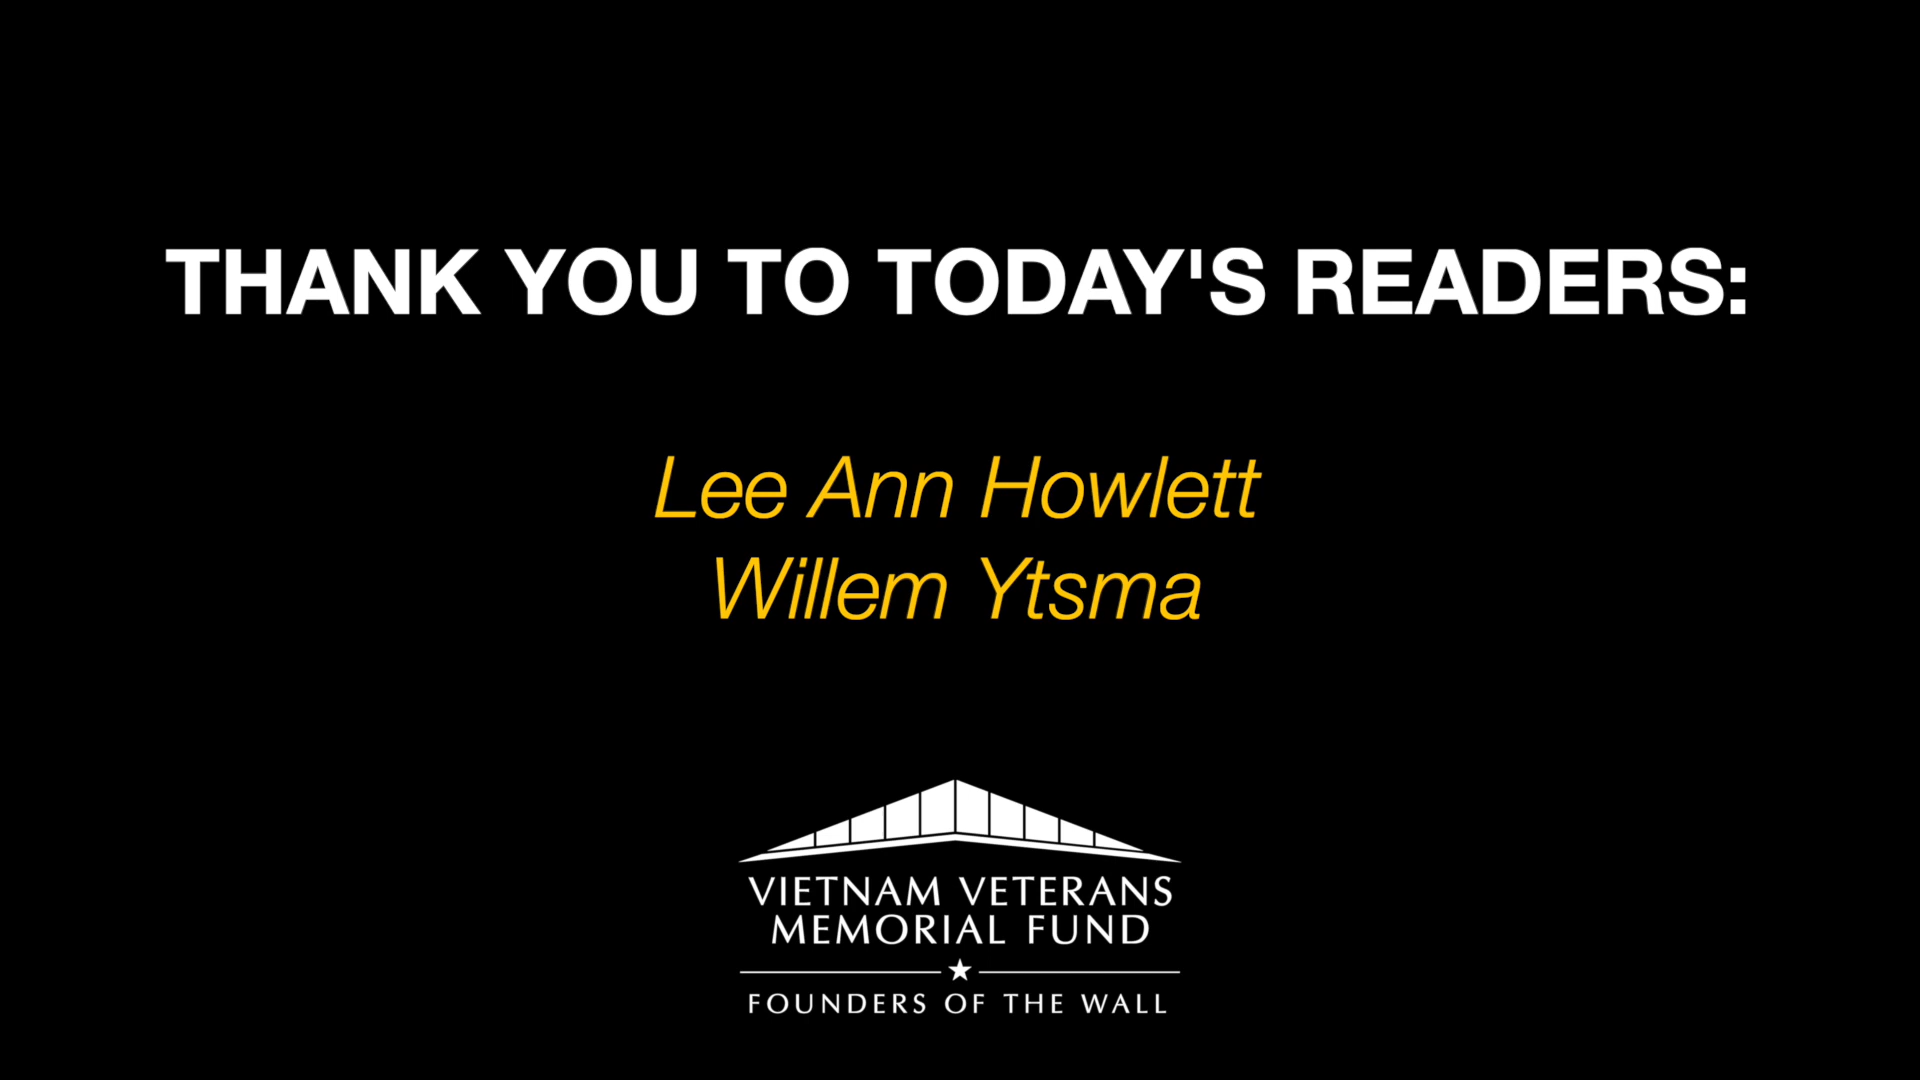 THANK YOU TO TODAY'S READERS:
Lee Ann Howlett
Willem Ytsma
VIETNAM VETERANS
MEMORIAL FUND
FOUNDERS OF THE WALL